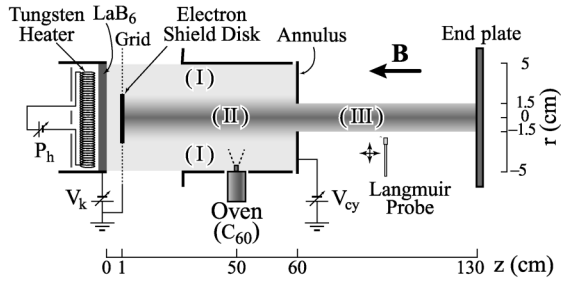 Tungsten
Heater
LaB6
Grid
Electron
Shield Disk
Annulus
B
End plate
(I)
(II)
(III)
(I)
5
1.5
0
-1.5
-5
r (cm)
Ph
Vk
Oven
(C60)
Vcy
Langmuir
Probe
0 1 50 60 130 z (cm)